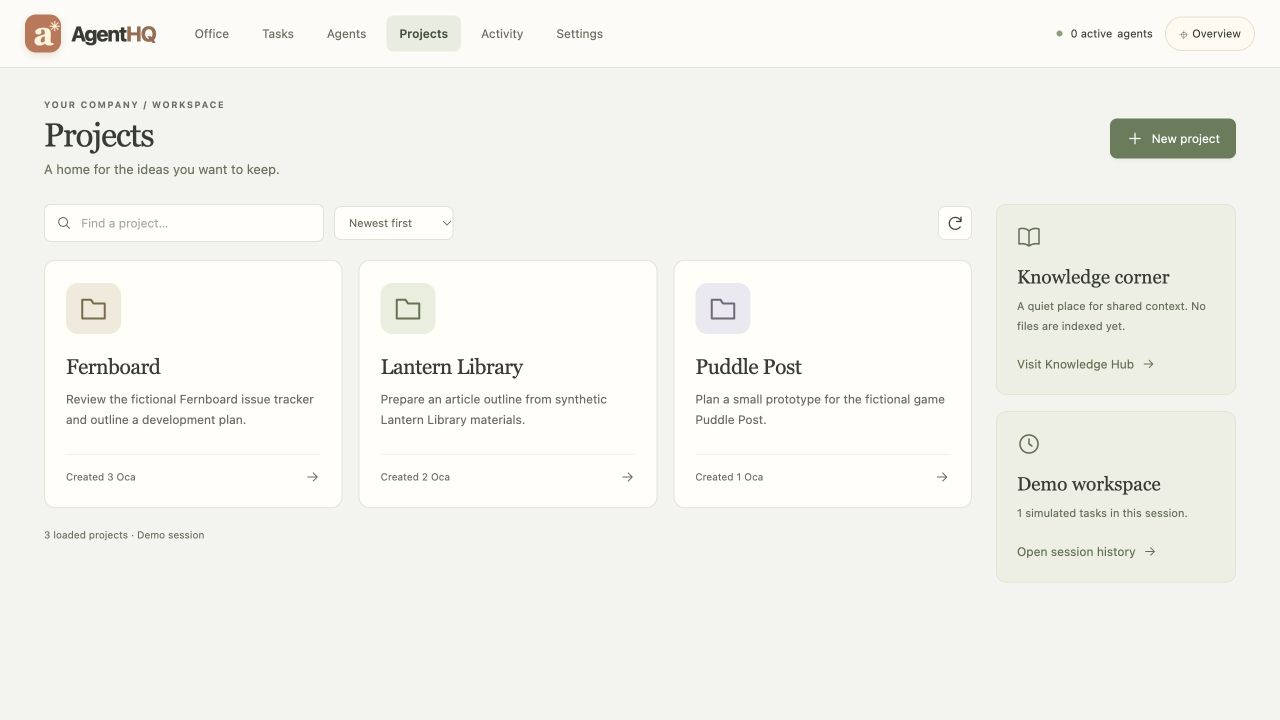 a
AgentHQ
Office
Tasks
Agents
Projects
Activity
Settings
0 active agents
Overview
YOUR COMPANY / WORKSPACE
Projects
A home for the ideas you want to keep.
New project
Find a project...
Newest first
Fernboard
Review the fictional Fernboard issue tracker
and outline a development plan.
Created 3 Oca
Lantern Library
Prepare an article outline from synthetic
Lantern Library materials.
Created 2 Oca
Puddle Post
Plan a small prototype for the fictional game
Puddle Post.
Created 1 Oca
3 loaded projects · Demo session
Knowledge corner
A quiet place for shared context. No
files are indexed yet.
Visit Knowledge Hub
Demo workspace
1 simulated tasks in this session.
Open session history